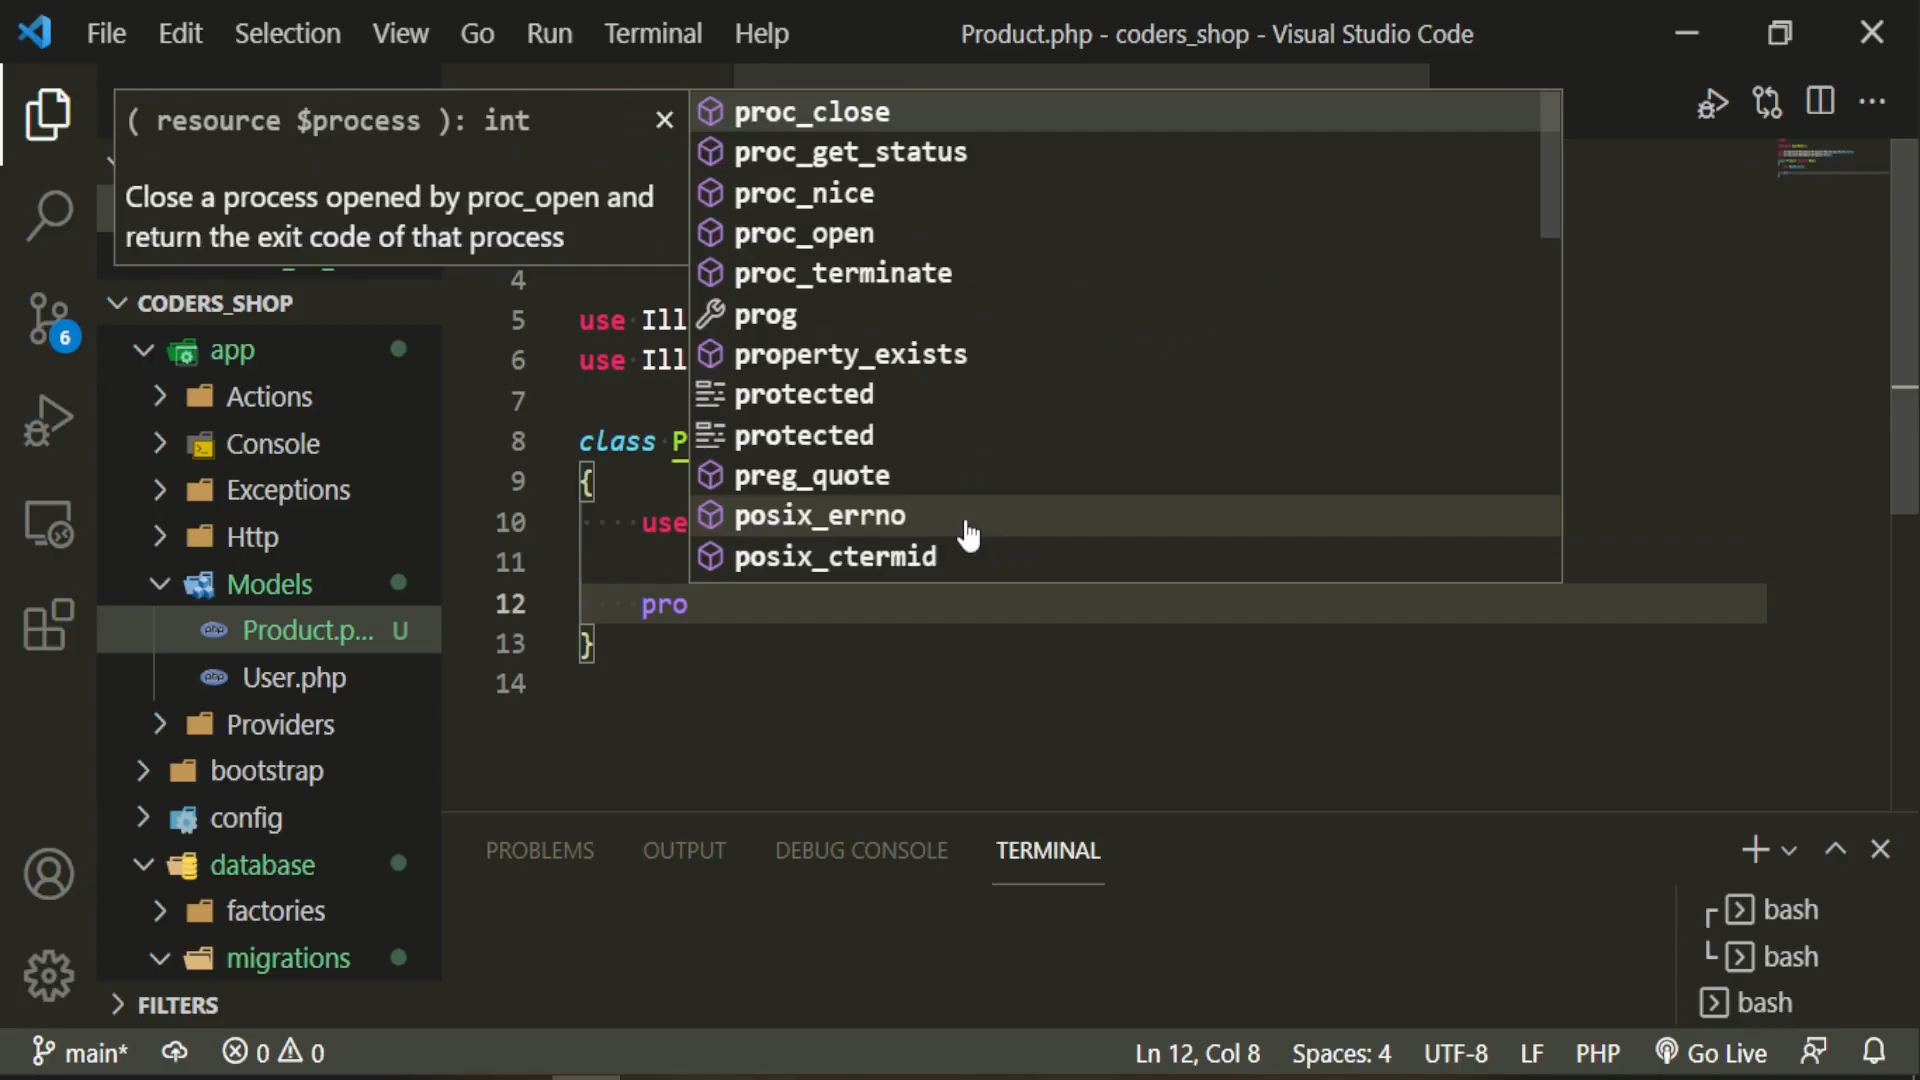 File Edit Selection View Go Run Terminal Help
Product.php - coders_shop - Visual Studio Code
( resource $process ): int
Close a process opened by proc_open and
return the exit code of that process
proc_close
proc_get_status
proc_nice
proc_open
proc_terminate
prog
property_exists
protected
protected
preg_quote
posix_errno
posix_ctermid
4
5 use Ill
6 use Ill
7
8 class P
9 {
10 use
11
12 pro
13 }
14
6
CODERS_SHOP
app
Actions
Console
Exceptions
Http
Models
Product.p... U
User.php
Providers
bootstrap
config
database
factories
migrations
FILTERS
PROBLEMS OUTPUT DEBUG CONSOLE TERMINAL
bash
bash
bash
main* 0 0 Ln 12, Col 8 Spaces: 4 UTF-8 LF PHP Go Live